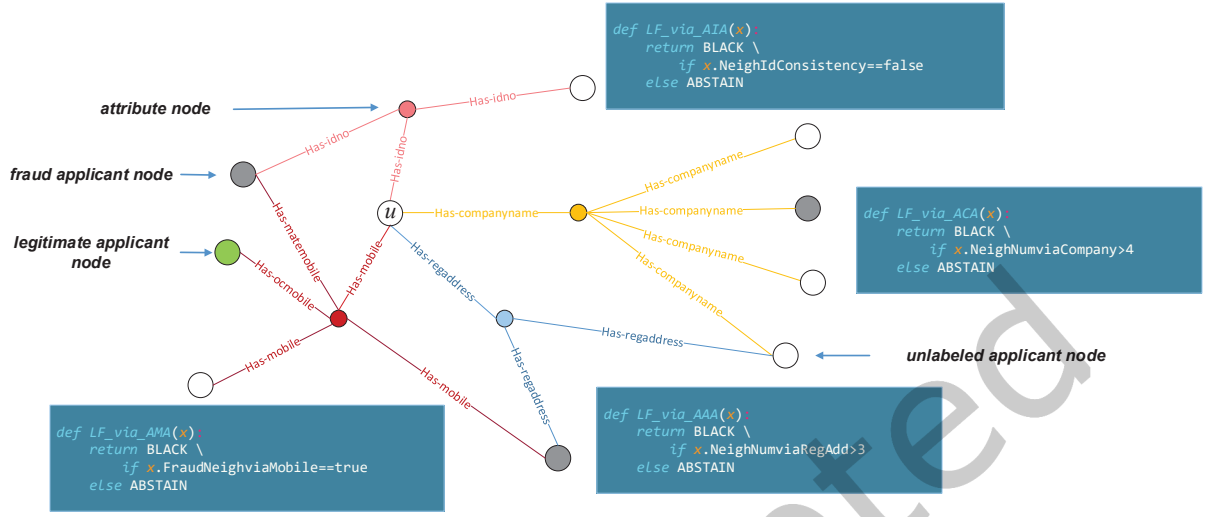 def LF_via_AIA(x):
return BLACK \
if x.NeighIdConsistency==false
else ABSTAIN
attribute node
Has-idno
Has-idno
Has-idno
fraud applicant node
Has-companyname
Has-companyname
Has-companyname
Has-companyname
Has-companyname
u
def LF_via_ACA(x):
return BLACK \
if x.NeighNumviaCompany>4
else ABSTAIN
legitimate applicant
node
Has-matemobile
Has-ocmobile
Has-mobile
Has-regaddress
Has-regaddress
Has-regaddress
unlabeled applicant node
Has-mobile
Has-mobile
def LF_via_AMA(x):
return BLACK \
if x.FraudNeighviaMobile==true
else ABSTAIN
def LF_via_AAA(x):
return BLACK \
if x.NeighNumviaRegAdd>3
else ABSTAIN